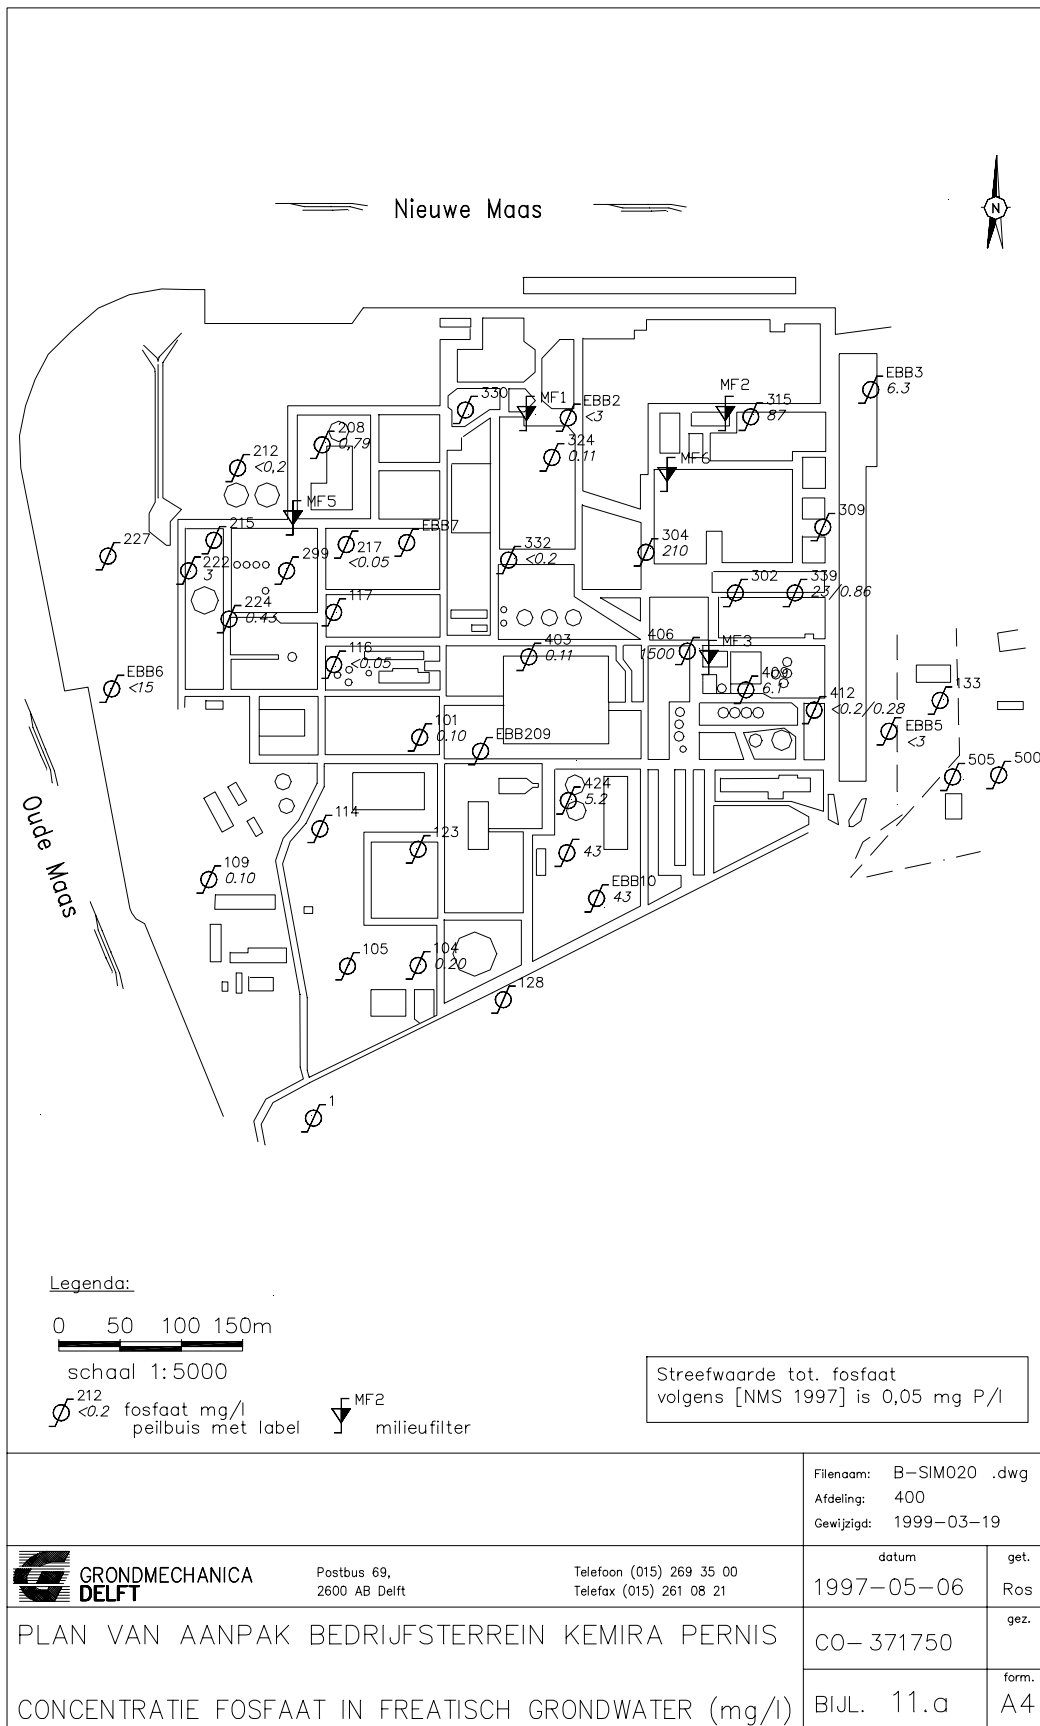 Nieuwe Maas
N
EBB3
6.3
330
MF1
EBB2
<3
MF2
315
87
208
0,79
324
0.11
212
<0,2
MF6
MF5
309
215
EBB7
304
210
227
217
<0.05
332
<0.2
222
3
299
302
339
23/0.86
224
0.43
117
406
1500
MF3
403
0.11
116
<0.05
EBB6
<15
409
6.1
133
412
<0.2/0.28
101
0.10
EBB209
EBB5
<3
505
500
Oude Maas
424
5.2
114
123
43
109
0.10
EBB10
43
105
104
0.20
128
1
Legenda:
0 50 100 150m
schaal 1:5000
212
<0.2 fosfaat mg/l
peilbuis met label
MF2
milieufilter
Streefwaarde tot. fosfaat
volgens [NMS 1997] is 0,05 mg P/l
Filenaam: B-SIM020 .dwg
Afdeling: 400
Gewijzigd: 1999-03-19
GRONDMECHANICA
DELFT
Postbus 69,
2600 AB Delft
Telefoon (015) 269 35 00
Telefax (015) 261 08 21
datum
1997-05-06
get.
Ros
PLAN VAN AANPAK BEDRIJFSTERREIN KEMIRA PERNIS
CO-371750
gez.
CONCENTRATIE FOSFAAT IN FREATISCH GRONDWATER (mg/l)
BIJL. 11.a
form.
A4